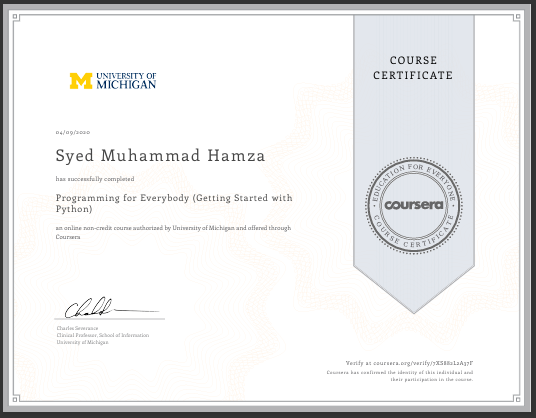 UNIVERSITY OF
MICHIGAN
COURSE
CERTIFICATE
04/09/2020
Syed Muhammad Hamza
has successfully completed
Programming for Everybody (Getting Started with
Python)
an online non-credit course authorized by University of Michigan and offered through
Coursera
EDUCATION FOR EVERYONE
coursera
COURSE CERTIFICATE
Charles Severance
Clinical Professor, School of Information
University of Michigan
Verify at coursera.org/verify/
Coursera has confirmed the identity of this individual and
their participation in the course.